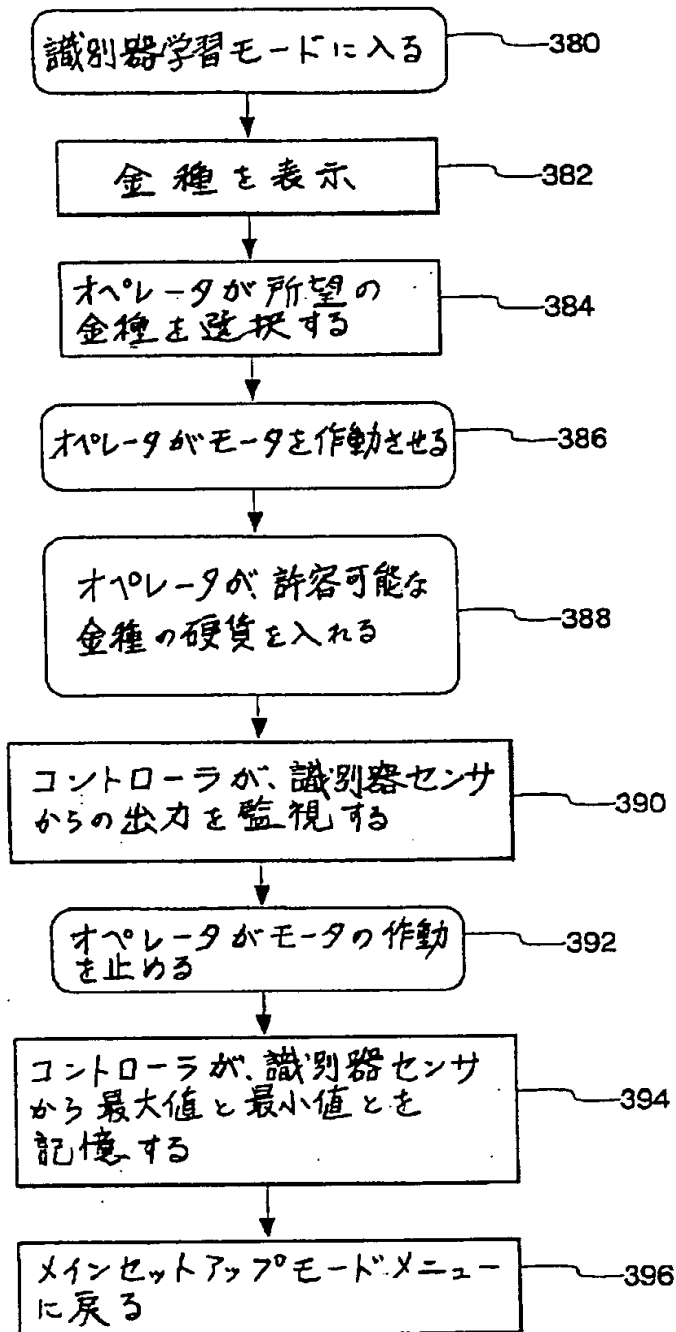 識別器学習モードに入る
380
金種を表示
382
オペレータが所望の
金種を選択する
384
オペレータがモータを作動させる
386
オペレータが、許容可能な
金種の硬貨を入れる
388
コントローラが、識別器センサ
からの出力を監視する
390
オペレータがモータの作動
を止める
392
コントローラが、識別器センサ
から最大値と最小値とを
記憶する
394
メインセットアップモードメニュー
に戻る
396